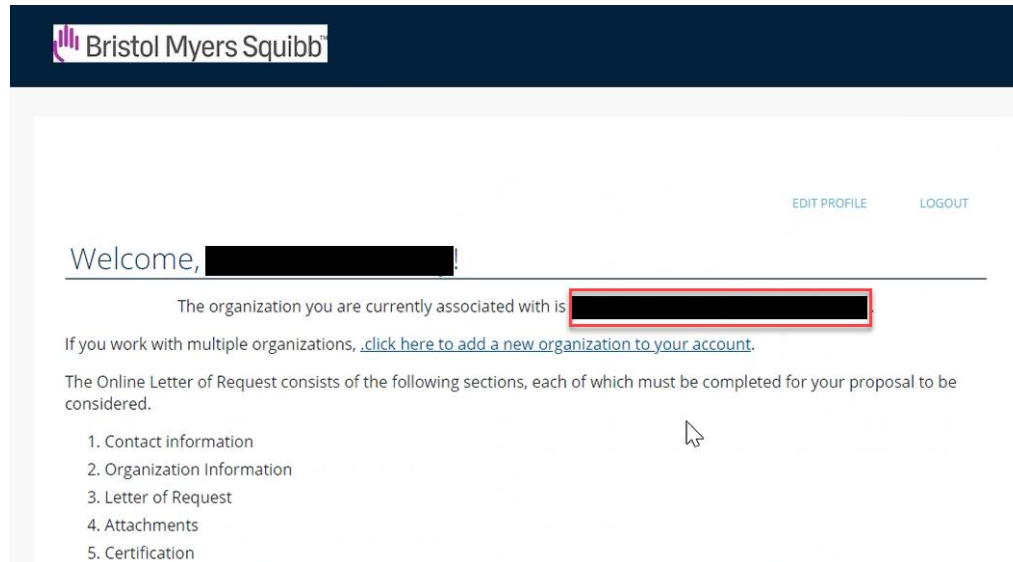 Bristol Myers Squibb™
EDIT PROFILE LOGOUT
Welcome, !
The organization you are currently associated with is .
If you work with multiple organizations, .click here to add a new organization to your account.
The Online Letter of Request consists of the following sections, each of which must be completed for your proposal to be
considered.
1. Contact information
2. Organization Information
3. Letter of Request
4. Attachments
5. Certification